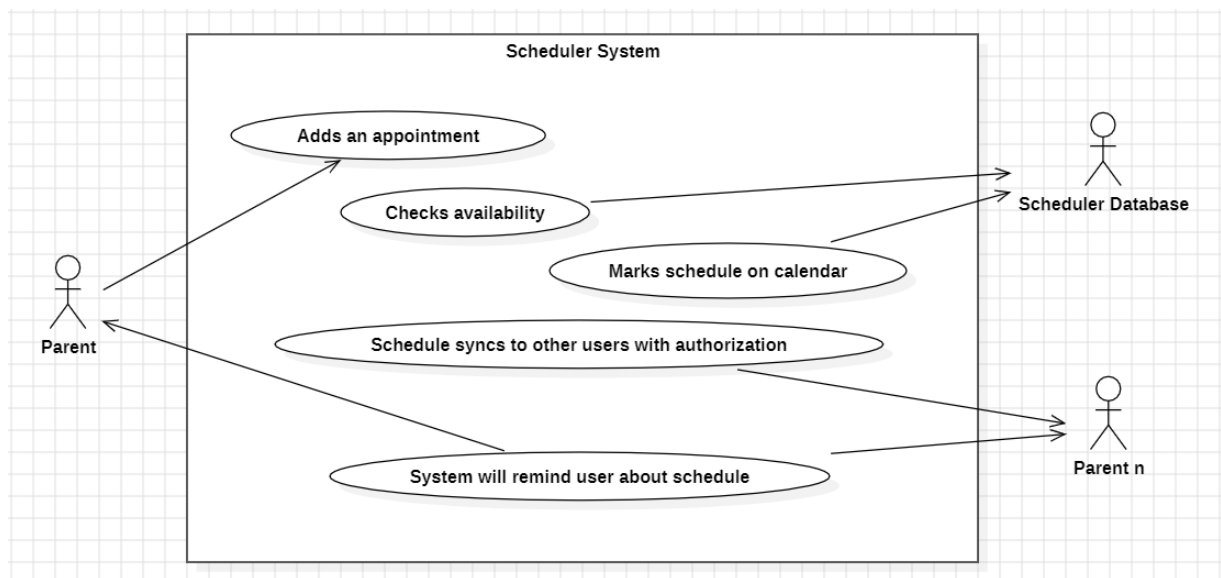 Scheduler System
Adds an appointment
Checks availability
Scheduler Database
Marks schedule on calendar
Parent
Schedule syncs to other users with authorization
Parent n
System will remind user about schedule